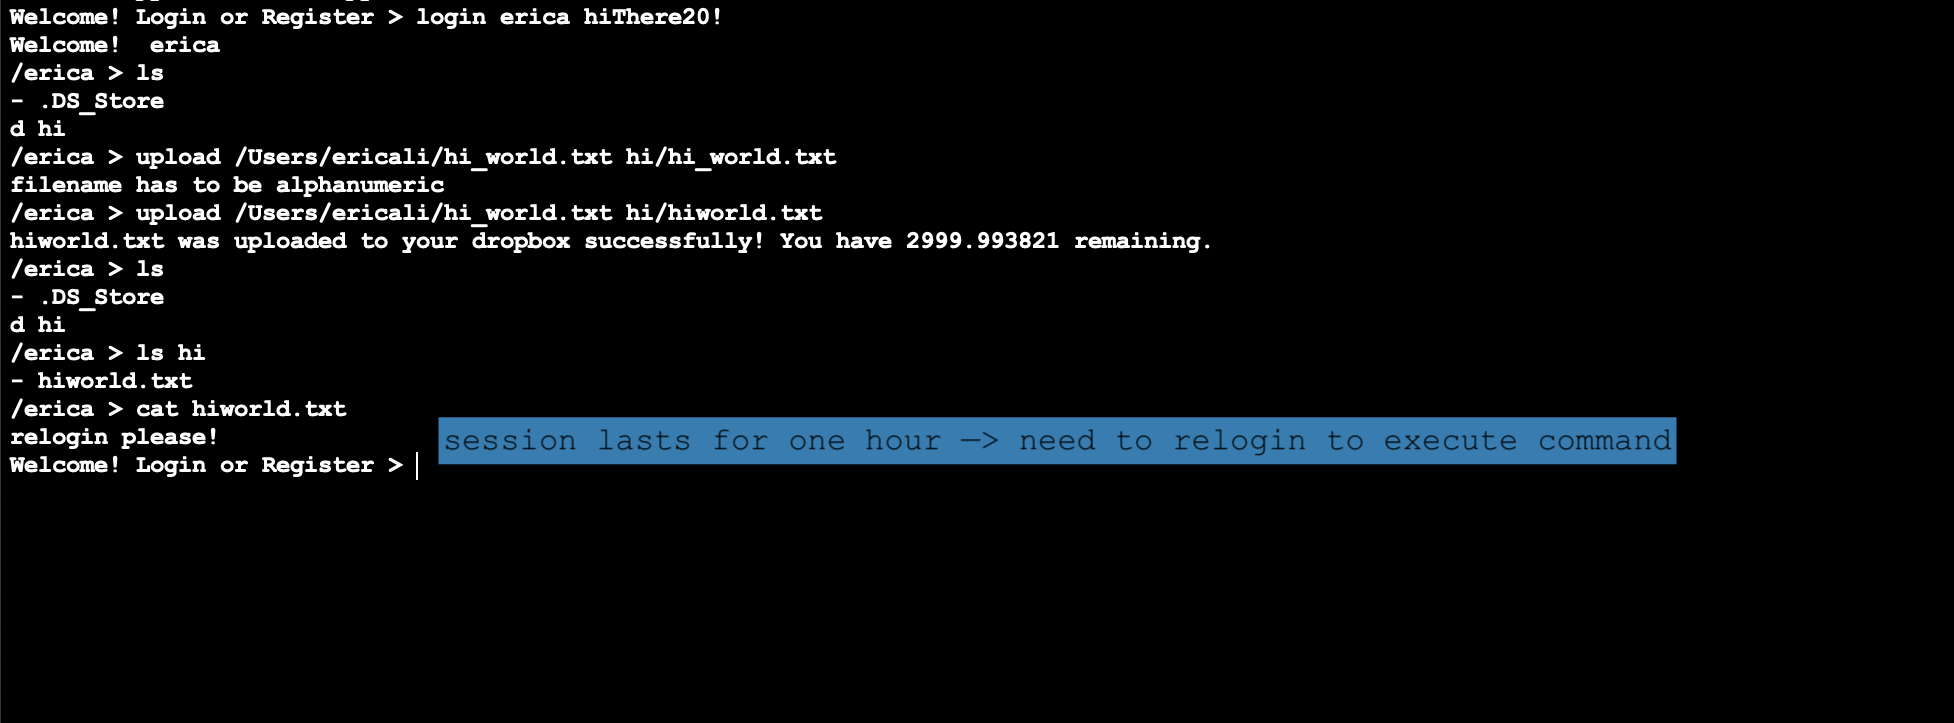 Welcome! Login or Register > login erica hiThere20!
Welcome!  erica
/erica > ls
- .DS_Store
d hi
/erica > upload /Users/ericali/hi_world.txt hi/hi_world.txt
filename has to be alphanumeric
/erica > upload /Users/ericali/hi_world.txt hi/hiworld.txt
hiworld.txt was uploaded to your dropbox successfully! You have 2999.993821 remaining.
/erica > ls
- .DS_Store
d hi
/erica > ls hi
- hiworld.txt
/erica > cat hiworld.txt
relogin please!
session lasts for one hour —> need to relogin to execute command
Welcome! Login or Register >